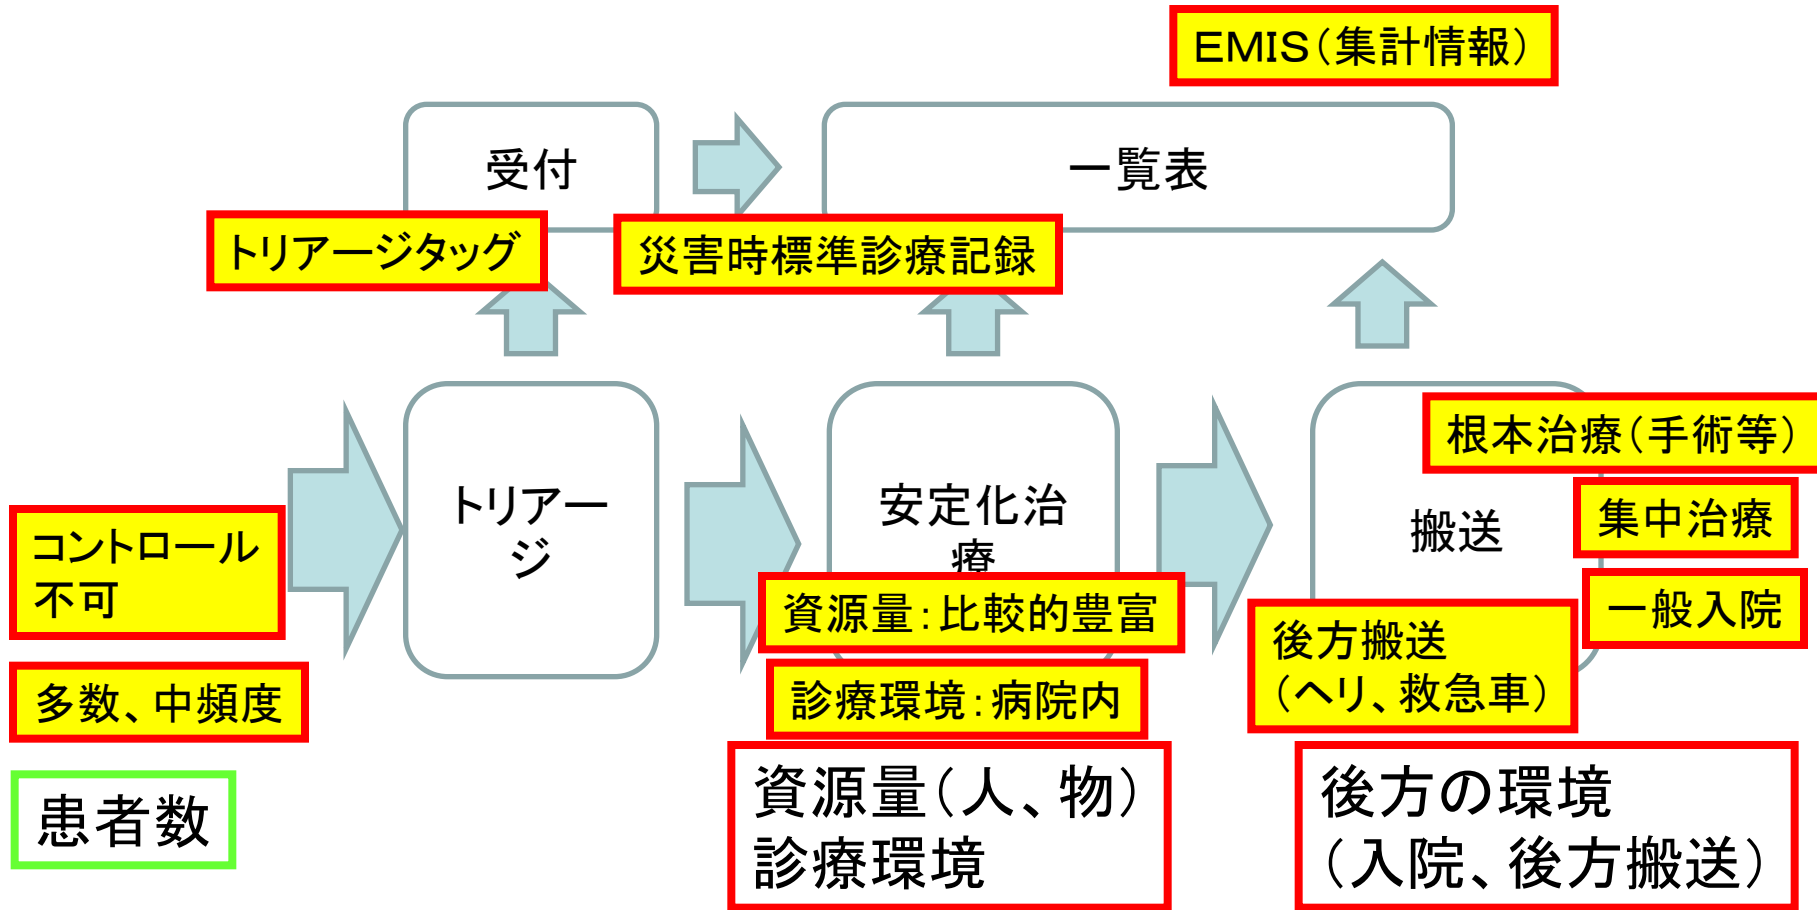 EMIS（集計情報）
受付
一覧表
トリアージタッグ
災害時標準診療記録
トリアー
ジ
安定化治
療
搬送
根本治療（手術等）
集中治療
一般入院
コントロール
不可
資源量：比較的豊富
後方搬送
（ヘリ、救急車）
多数、中頻度
診療環境：病院内
患者数
資源量（人、物）
診療環境
後方の環境
（入院、後方搬送）